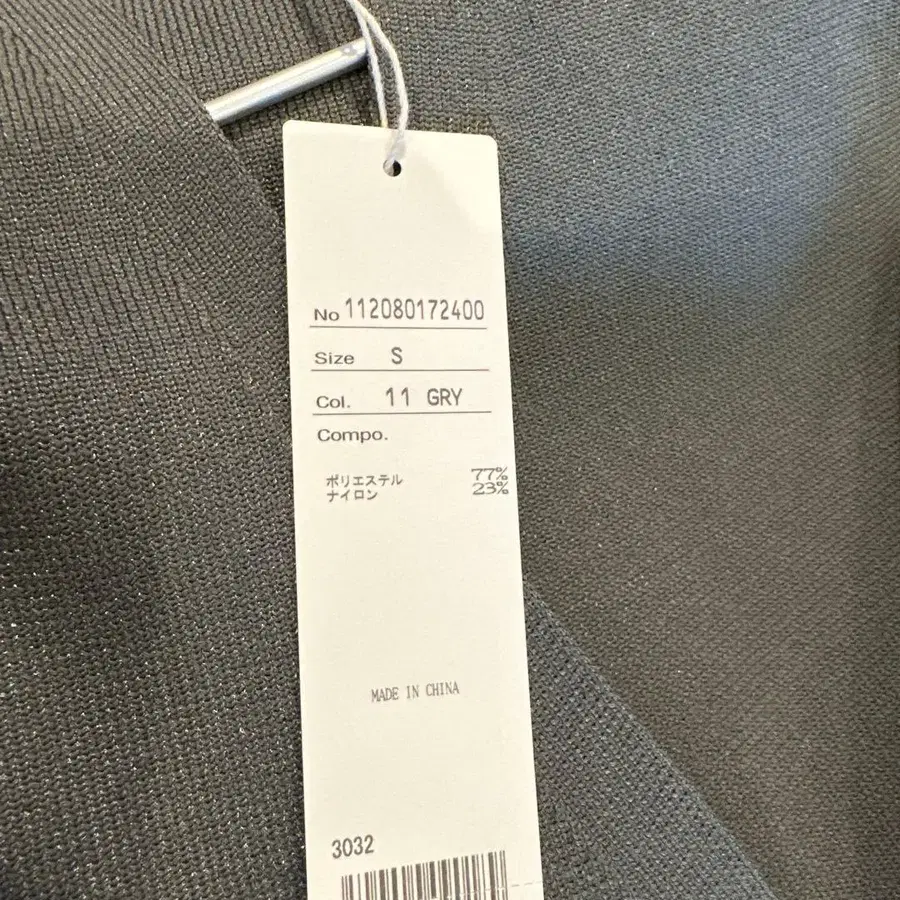 No 112080172400
Size S
Col. 11 GRY
Compo.
ポリエステル 77%
ナイロン 23%
MADE IN CHINA
3032